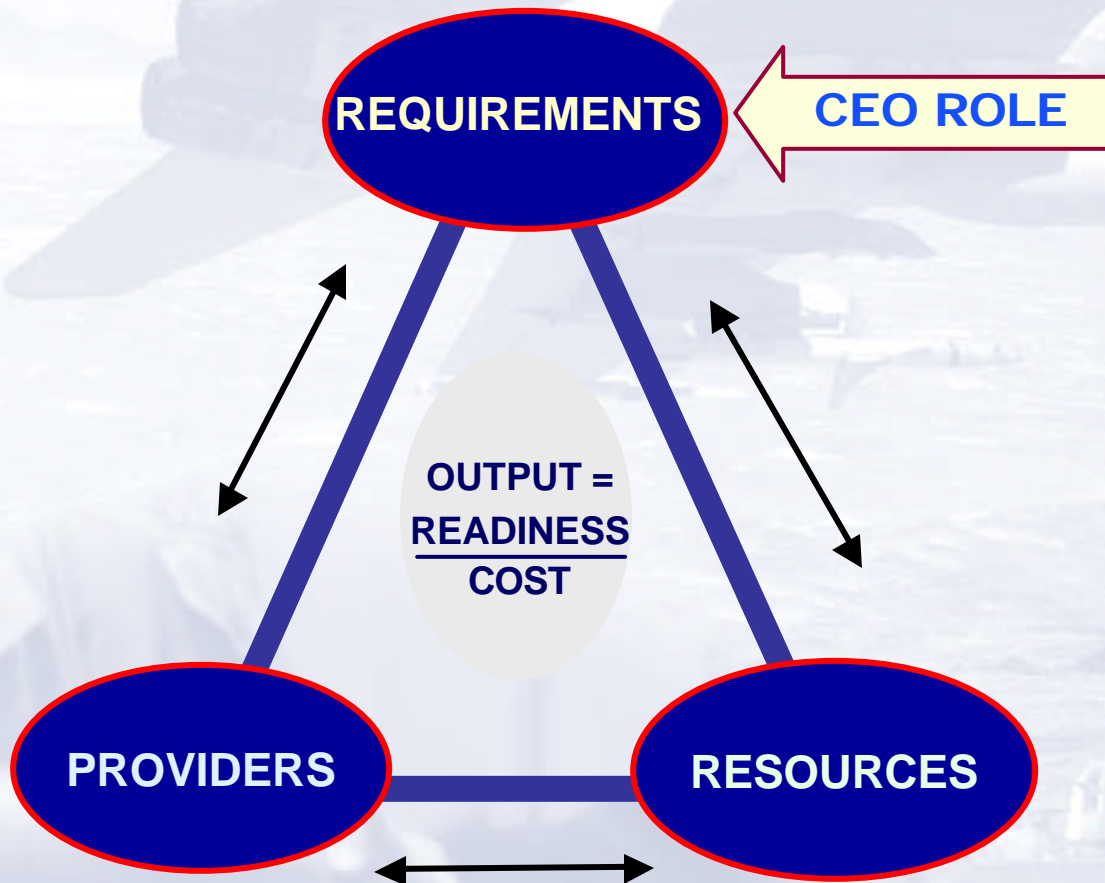 REQUIREMENTS
CEO ROLE
OUTPUT =
READINESS
COST
PROVIDERS
RESOURCES